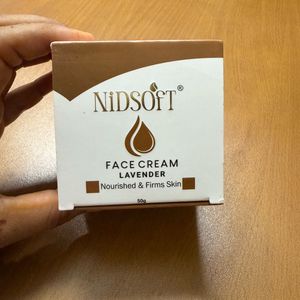 NiDSOFT®
FACE CREAM
LAVENDER
Nourished & Firms Skin
50g